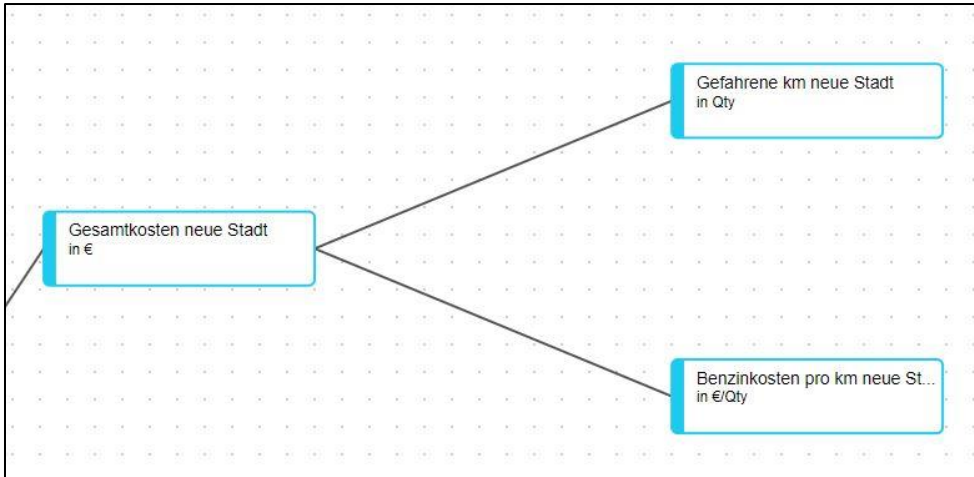 Gefahrene km neue Stadt
in Qty
Gesamtkosten neue Stadt
in €
Benzinkosten pro km neue St...
in €/Qty